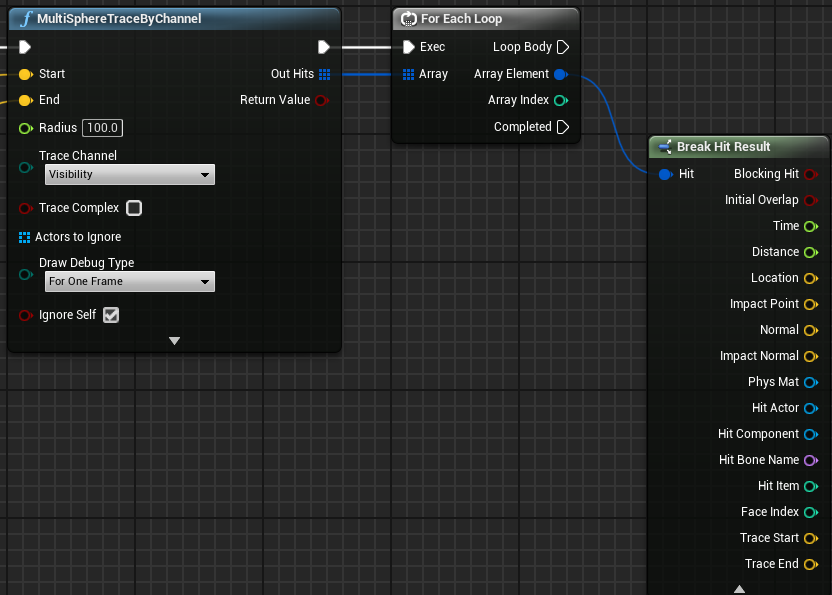 MultiSphereTraceByChannel
Start
Out Hits
End
Return Value
Radius 100.0
Trace Channel
Visibility
Trace Complex
Actors to Ignore
Draw Debug Type
For One Frame
Ignore Self
For Each Loop
Exec
Loop Body
Array
Array Element
Array Index
Completed
Break Hit Result
Hit
Blocking Hit
Initial Overlap
Time
Distance
Location
Impact Point
Normal
Impact Normal
Phys Mat
Hit Actor
Hit Component
Hit Bone Name
Hit Item
Face Index
Trace Start
Trace End